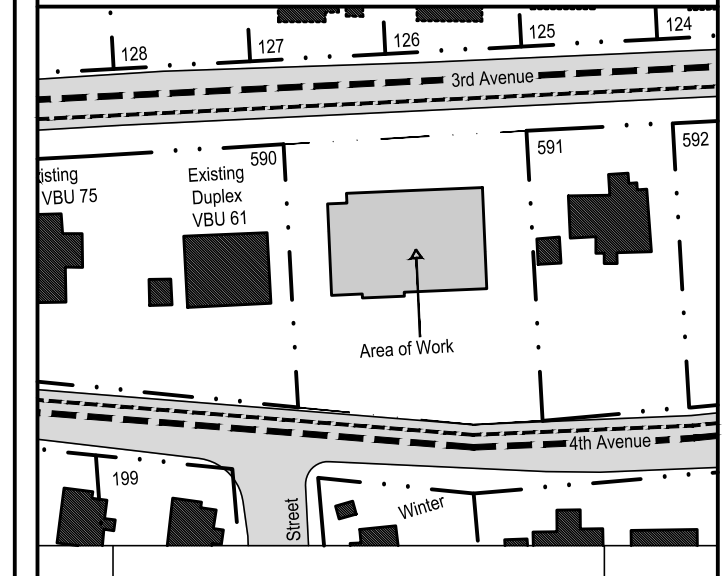 128
127
126
125
124
3rd Avenue
590
591
592
isting
VBU 75
Existing
Duplex
VBU 61
Area of Work
4th Avenue
199
Street
Winter